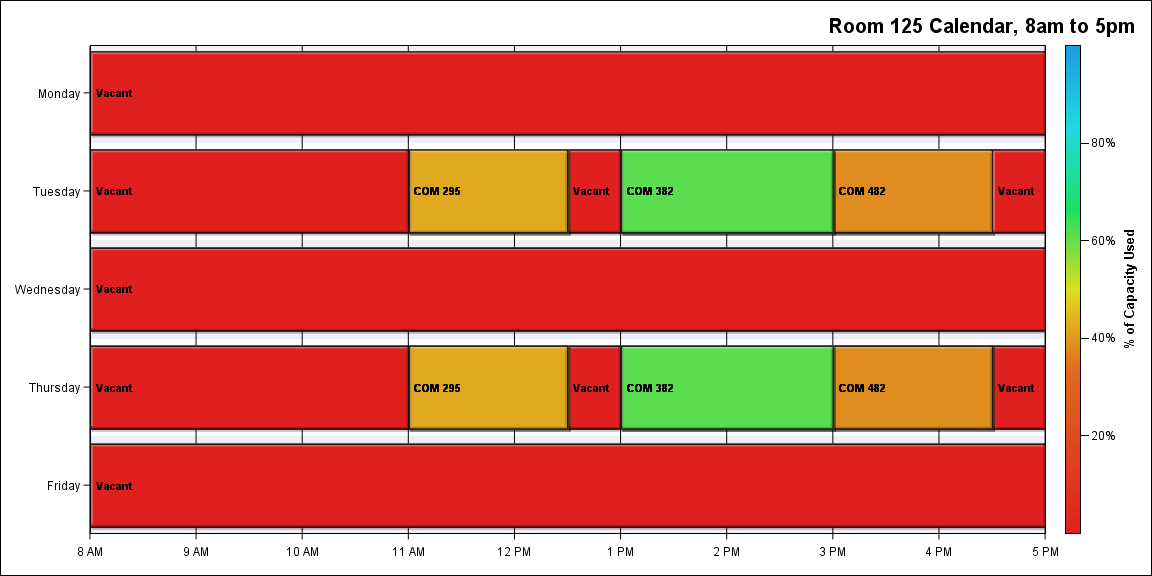 Room 125 Calendar, 8am to 5pm
Monday
Vacant
Tuesday
Vacant
COM 295
Vacant
COM 382
COM 482
Vacant
Wednesday
Vacant
Thursday
Vacant
COM 295
Vacant
COM 382
COM 482
Vacant
Friday
Vacant
8 AM
9 AM
10 AM
11 AM
12 PM
1 PM
2 PM
3 PM
4 PM
5 PM
80%
60%
40%
20%
% of Capacity Used